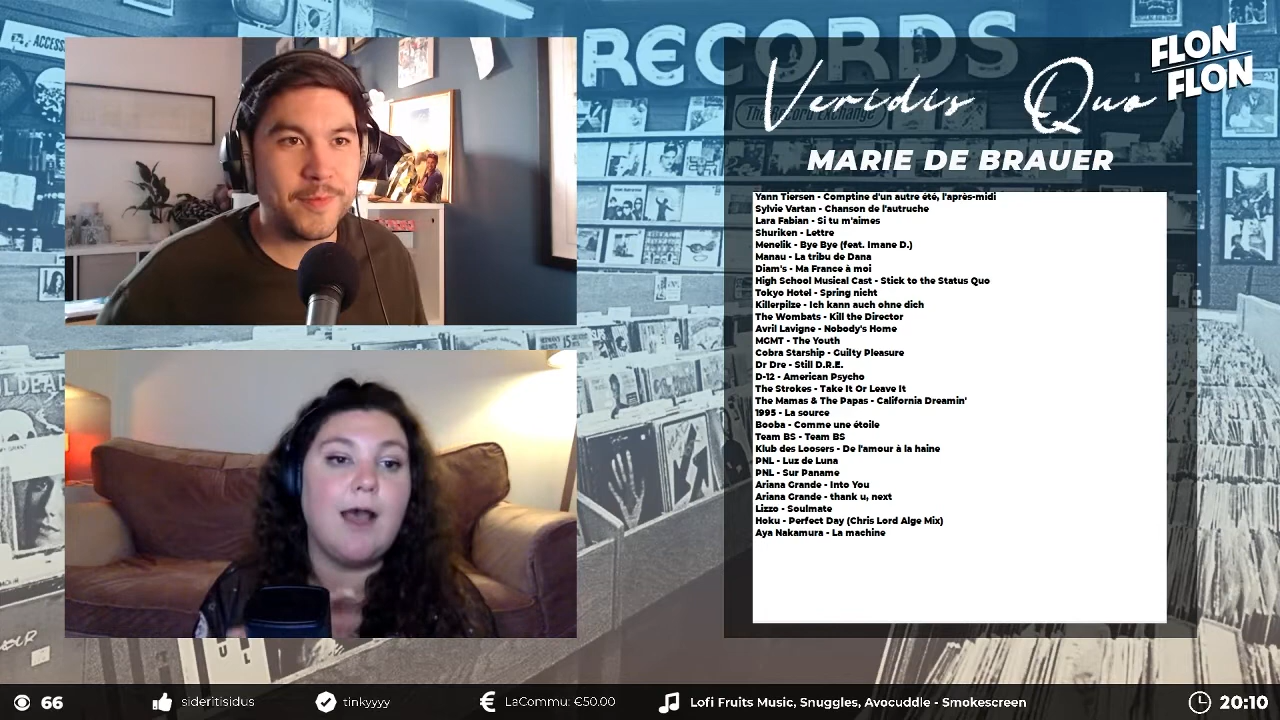 ACCESS
RECORDS
The Record Exchange
FLON
FLON
Veridis Quo
MARIE DE BRAUER
Yann Tiersen - Comptine d'un autre été, l'après-midi
Sylvie Vartan - Chanson de l'autruche
Lara Fabian - Si tu m'aimes
Shuriken - Lettre
Menelik - Bye Bye (feat. Imane D.)
Manau - La tribu de Dana
Diam's - Ma France à moi
High School Musical Cast - Stick to the Status Quo
Tokyo Hotel - Spring nicht
Killerpilze - Ich kann auch ohne dich
The Wombats - Kill the Director
Avril Lavigne - Nobody's Home
MGMT - The Youth
Cobra Starship - Guilty Pleasure
Dr Dre - Still D.R.E.
D-12 - American Psycho
The Strokes - Take It Or Leave It
The Mamas & The Papas - California Dreamin'
1995 - La source
Booba - Comme une étoile
Team BS - Team BS
Klub des Loosers - De l'amour à la haine
PNL - Luz de Luna
PNL - Sur Paname
Ariana Grande - Into You
Ariana Grande - thank u, next
Lizzo - Soulmate
Hoku - Perfect Day (Chris Lord Alge Mix)
Aya Nakamura - La machine
66
sideritisidus
tinkyyyy
LaCommu: €50.00
Lofi Fruits Music, Snuggles, Avocuddle - Smokescreen
20:10